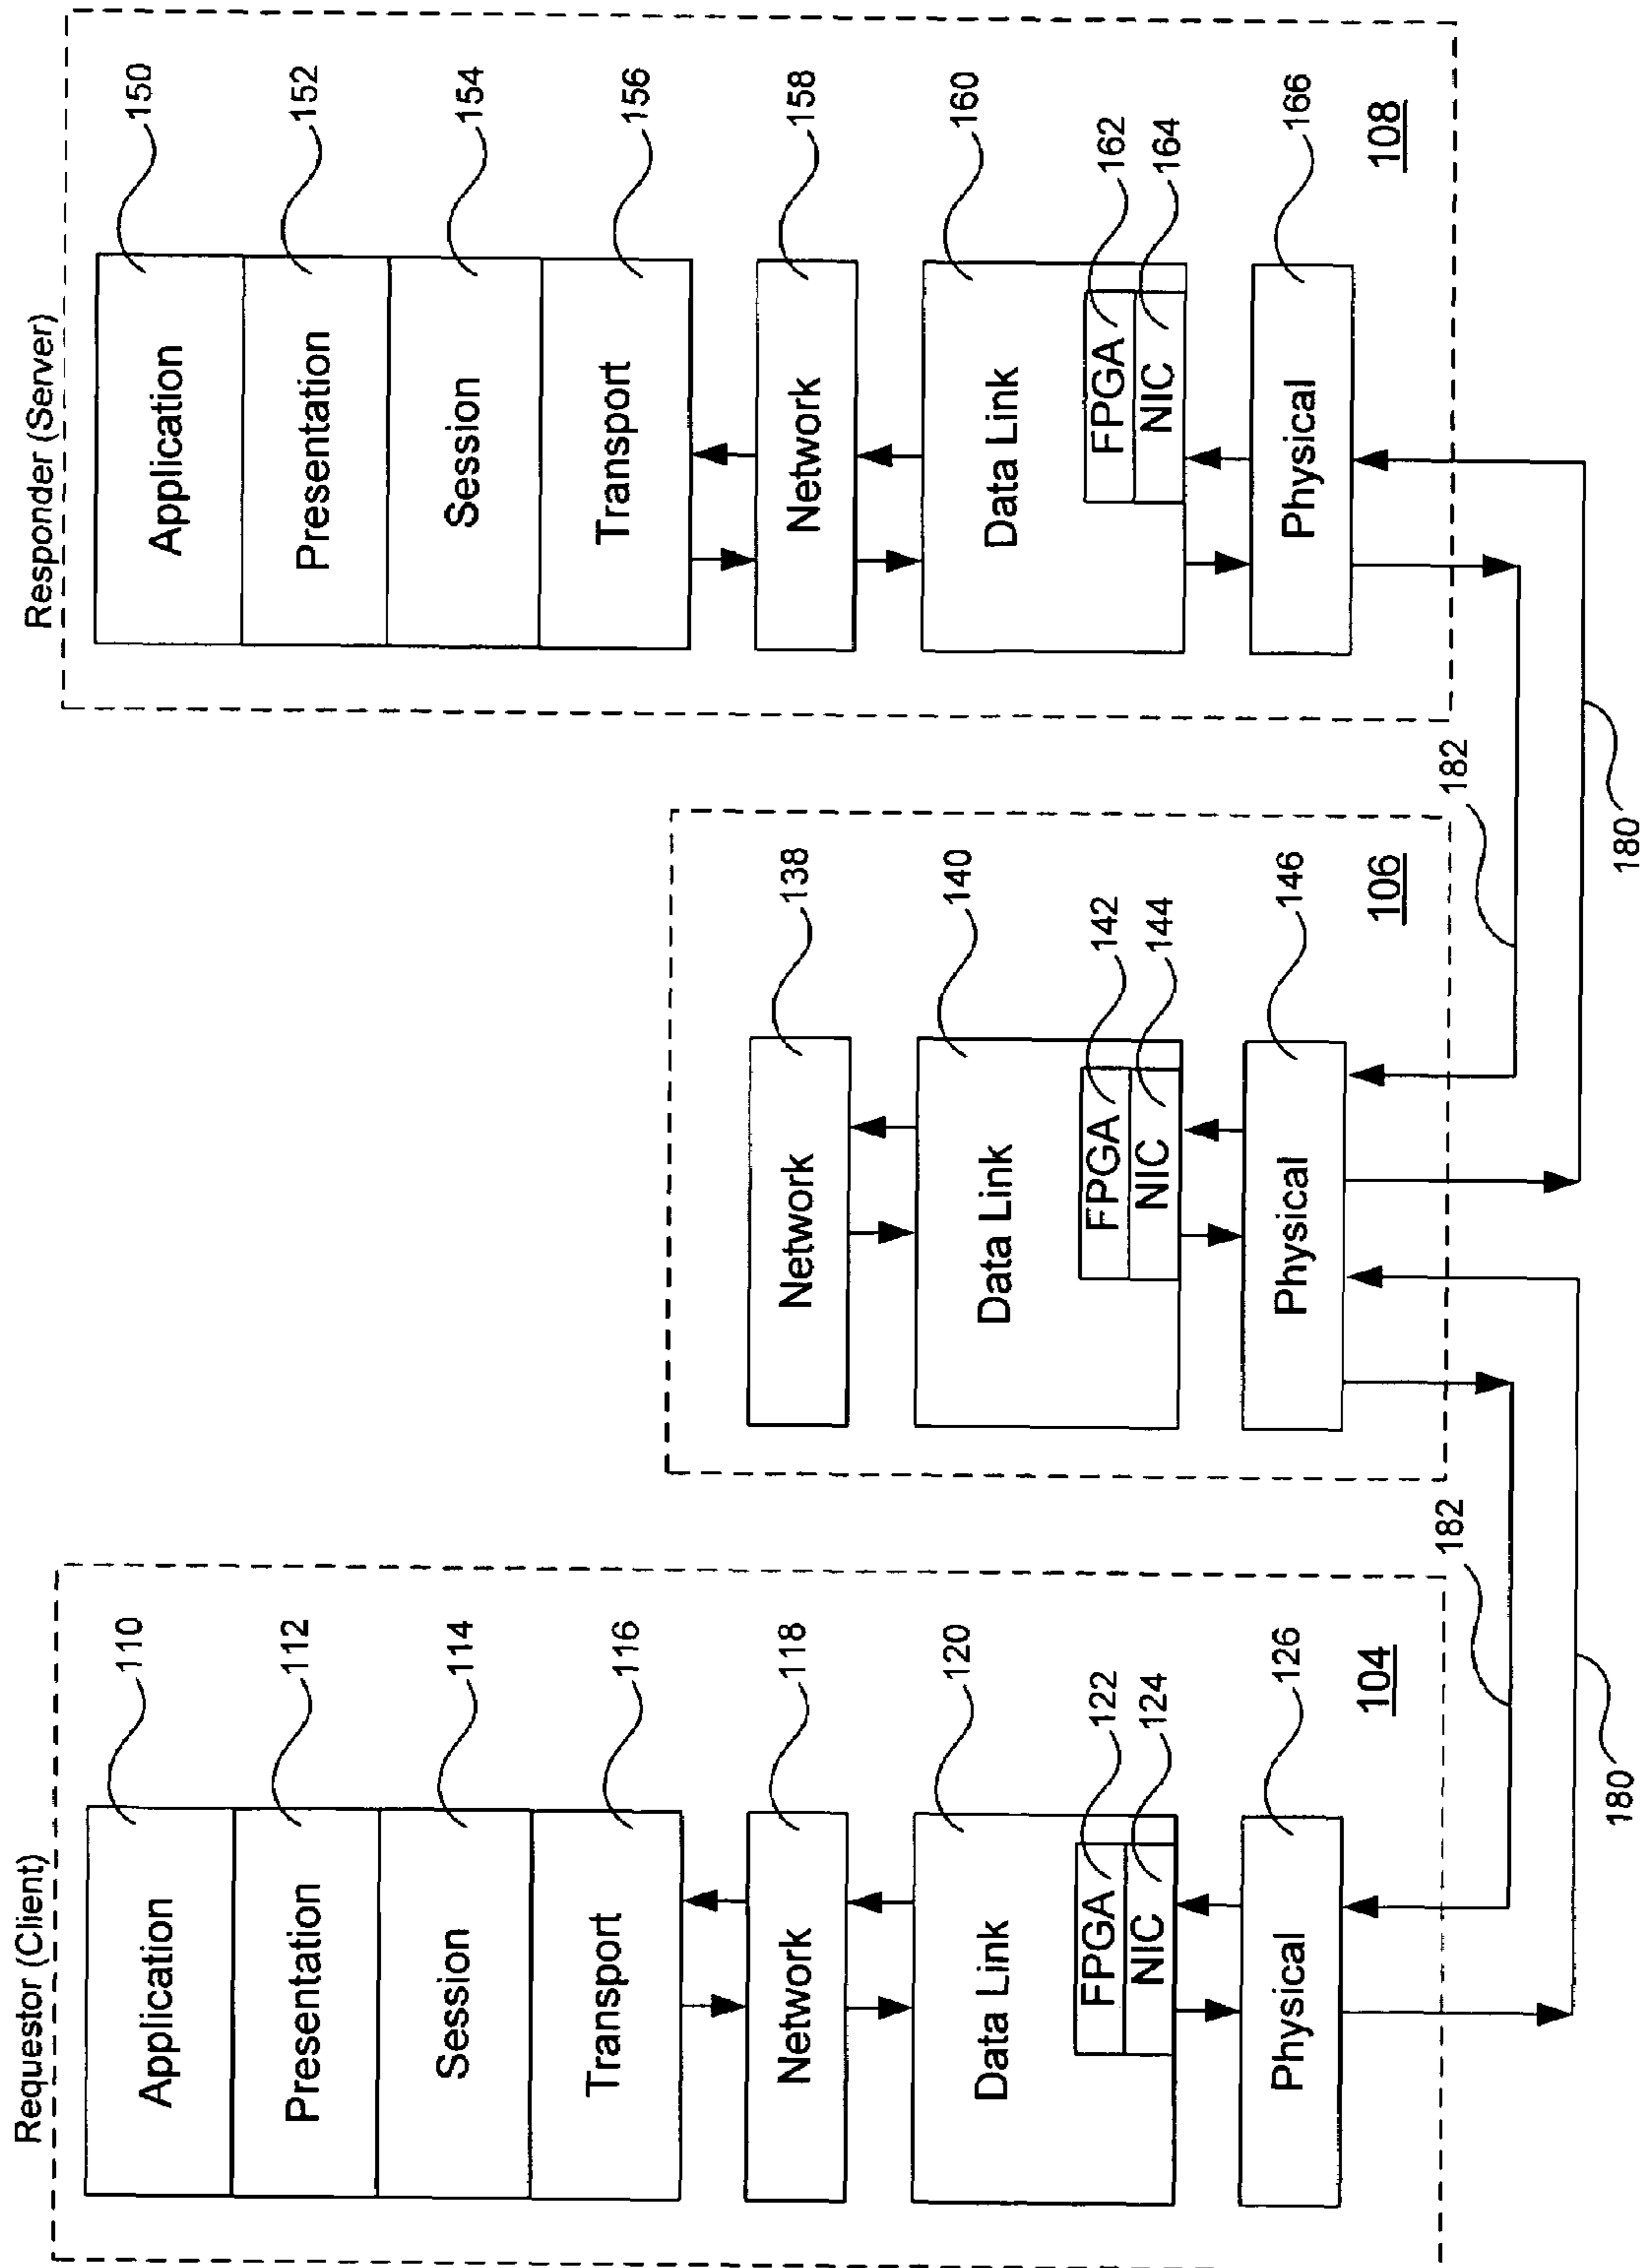 Requestor (Client)
Application
110
Presentation
112
Session
114
Transport
116
Network
118
Data Link
120
FPGA
122
NIC
124
Physical
126
104
182
180
Network
138
Data Link
140
FPGA
142
NIC
144
Physical
146
106
182
180
Responder (Server)
Application
150
Presentation
152
Session
154
Transport
156
Network
158
Data Link
160
FPGA
162
NIC
164
Physical
166
108